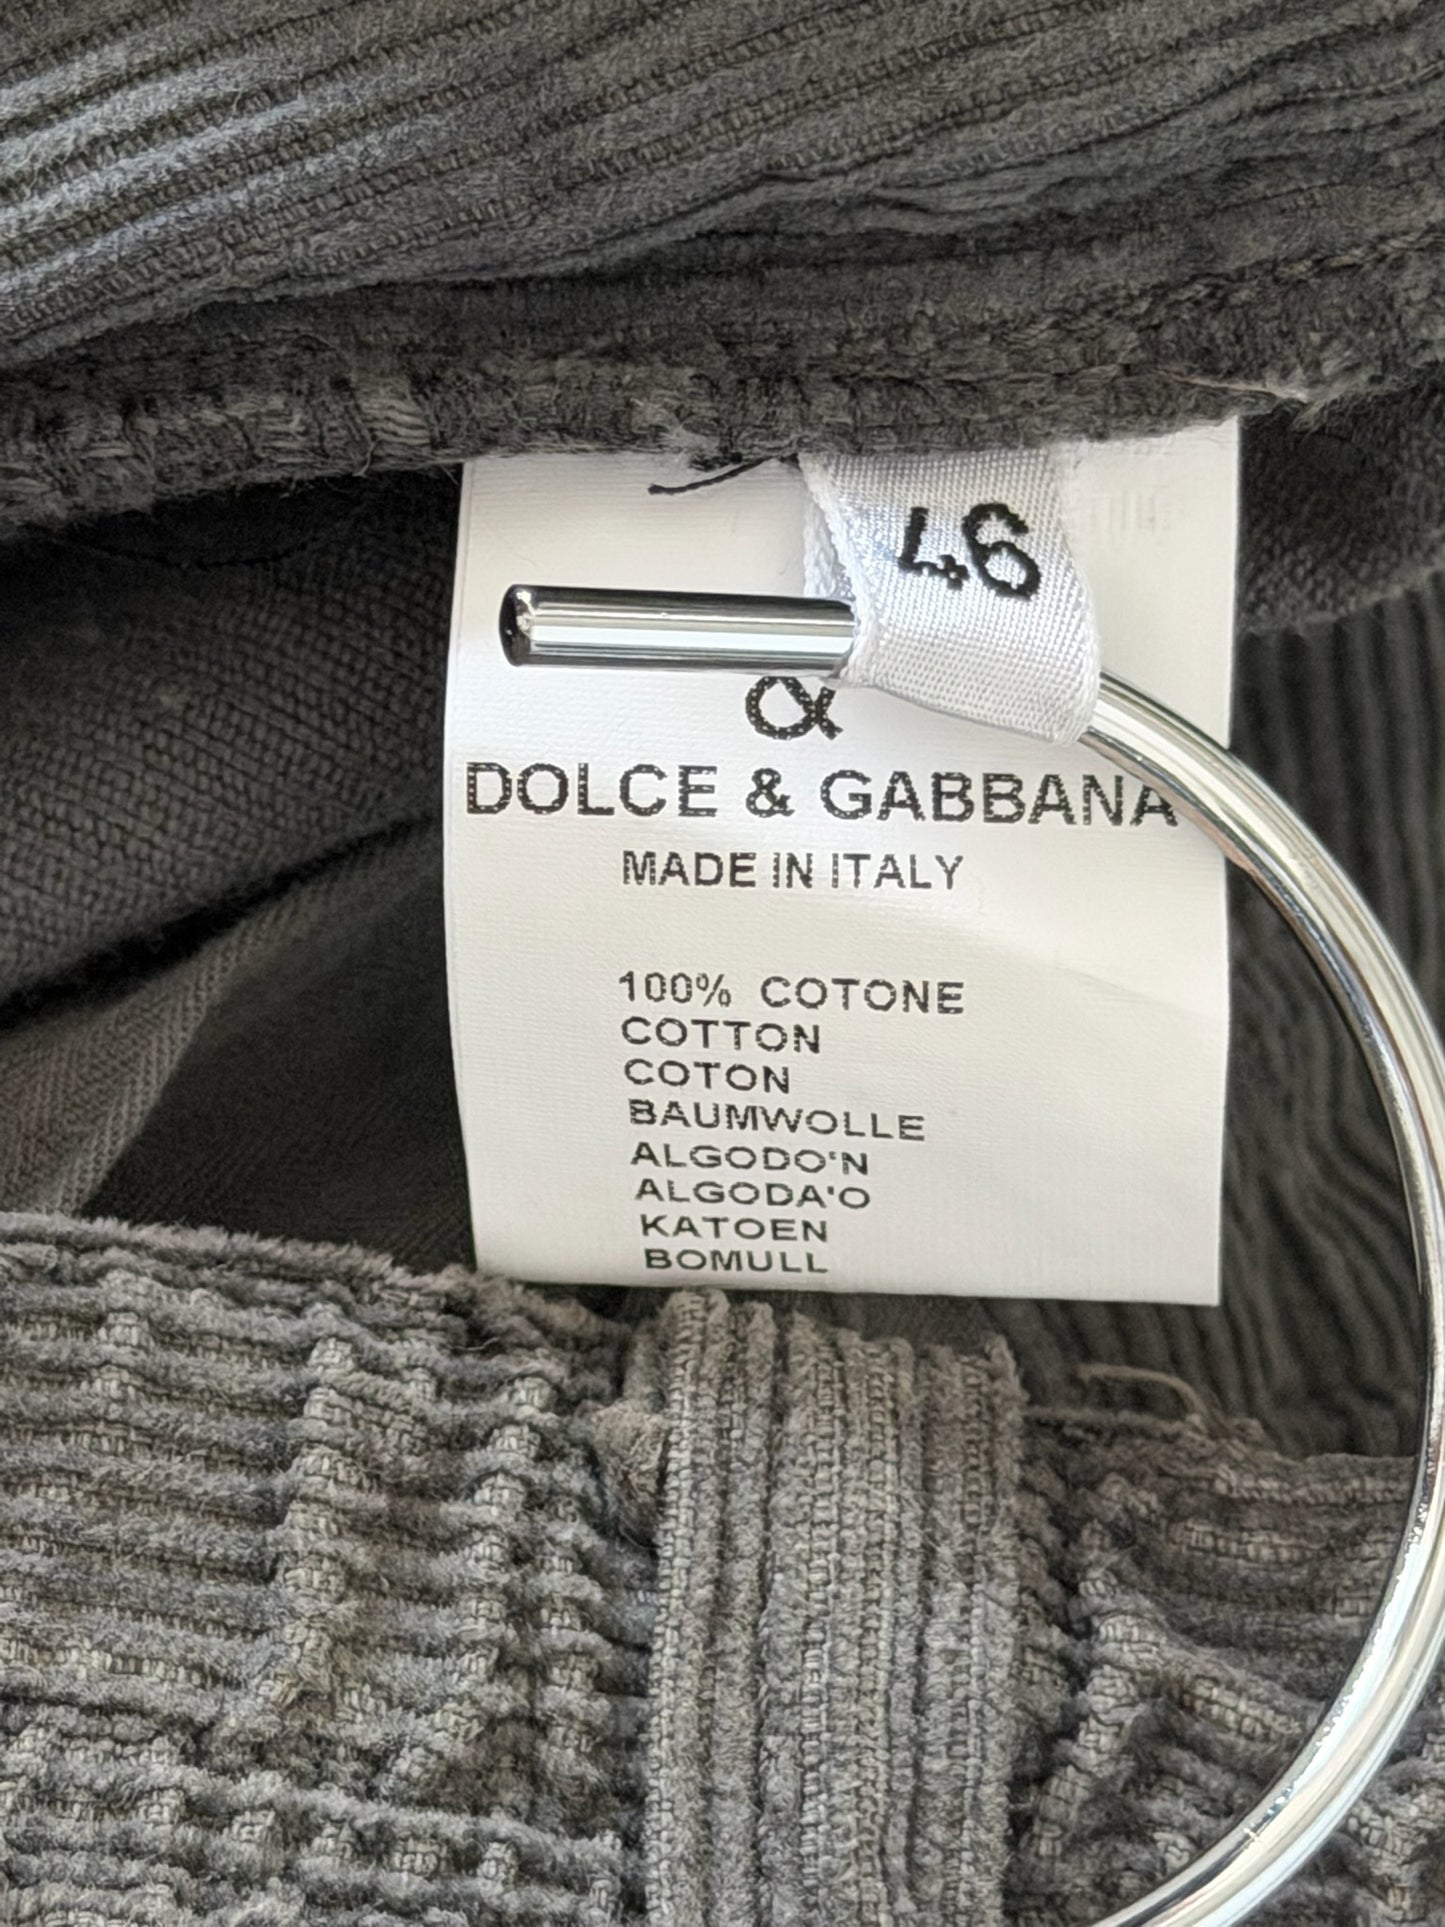 46
DOLCE & GABBANA
MADE IN ITALY
100% COTONE
COTTON
COTON
BAUMWOLLE
ALGODO'N
ALGODA'O
KATOEN
BOMULL